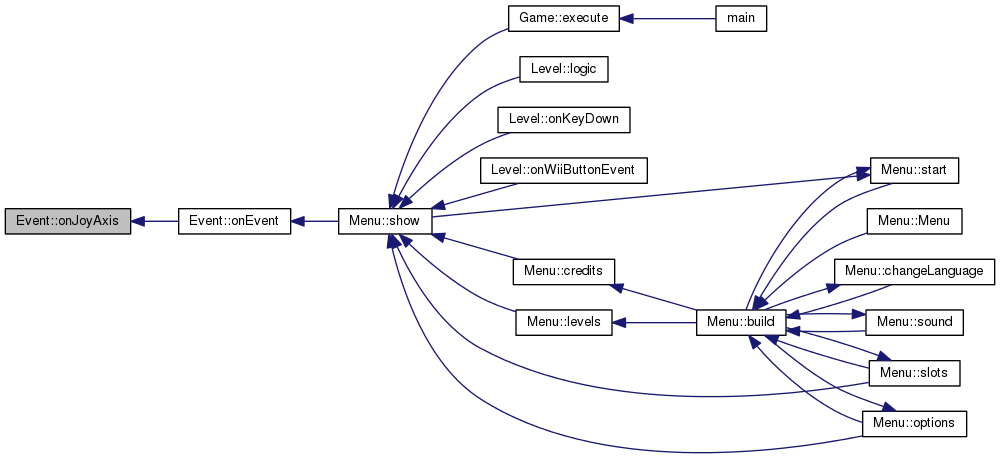 Game::execute
main
Level::logic
Level::onKeyDown
Level::onWiiButtonEvent
Menu::start
Event::onJoyAxis
Event::onEvent
Menu::show
Menu::Menu
Menu::credits
Menu::changeLanguage
Menu::levels
Menu::build
Menu::sound
Menu::slots
Menu::options